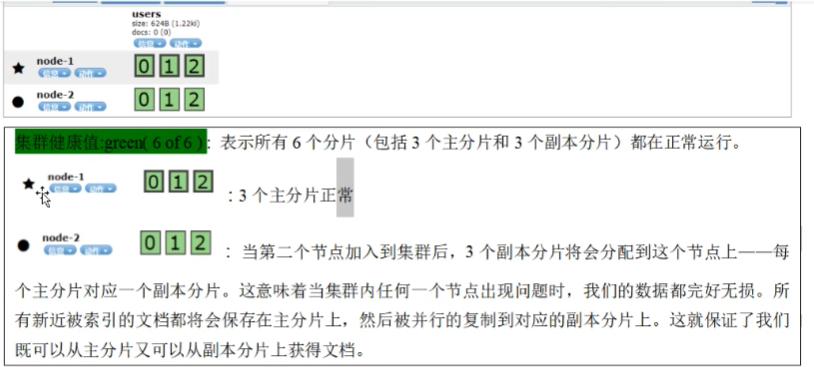 users
size: 624B (1.22ki)
docs: 0 (0)
信息 动作
node-1
信息 动作
0 1 2
node-2
信息 动作
0 1 2
集群健康值:green( 6 of 6 ) : 表示所有 6 个分片（包括 3 个主分片和 3 个副本分片）都在正常运行。
node-1
信息 动作
0 1 2 : 3 个主分片正常
node-2
信息 动作
0 1 2 : 当第二个节点加入到集群后，3 个副本分片将会分配到这个节点上——每
个主分片对应一个副本分片。这意味着当集群内任何一个节点出现问题时，我们的数据都完好无损。所
有新近被索引的文档都将会保存在主分片上，然后被并行的复制到对应的副本分片上。这就保证了我们
既可以从主分片又可以从副本分片上获得文档。